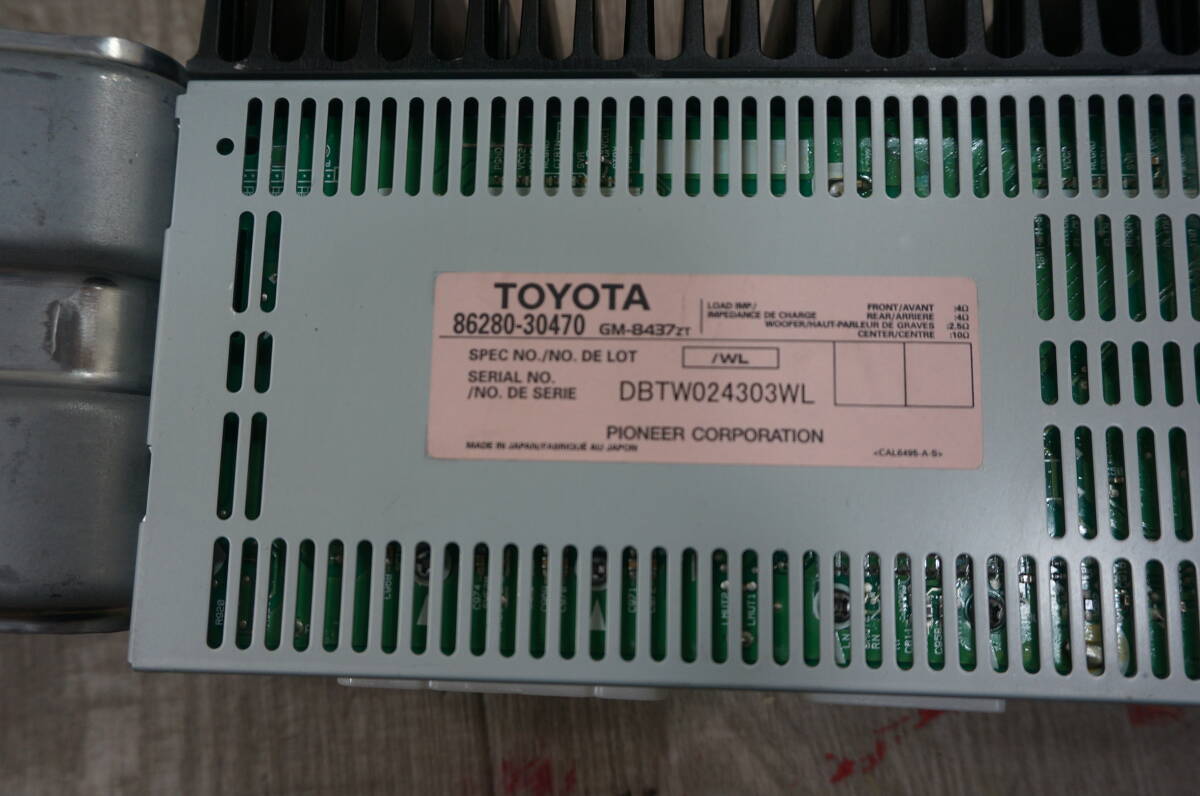 TOYOTA
86280-30470 GM-8437ZT
LOAD IMP./
IMPEDANCE DE CHARGE
FRONT/AVANT :4Ω
REAR/ARRIERE :4Ω
WOOFER/HAUT-PARLEUR DE GRAVES :2.5Ω
CENTER/CENTRE :10Ω
SPEC NO./NO. DE LOT /WL
SERIAL NO.
/NO. DE SERIE DBTW024303WL
PIONEER CORPORATION
MADE IN JAPAN/FABRIQUÉ AU JAPON
<CAL6495-A-S>